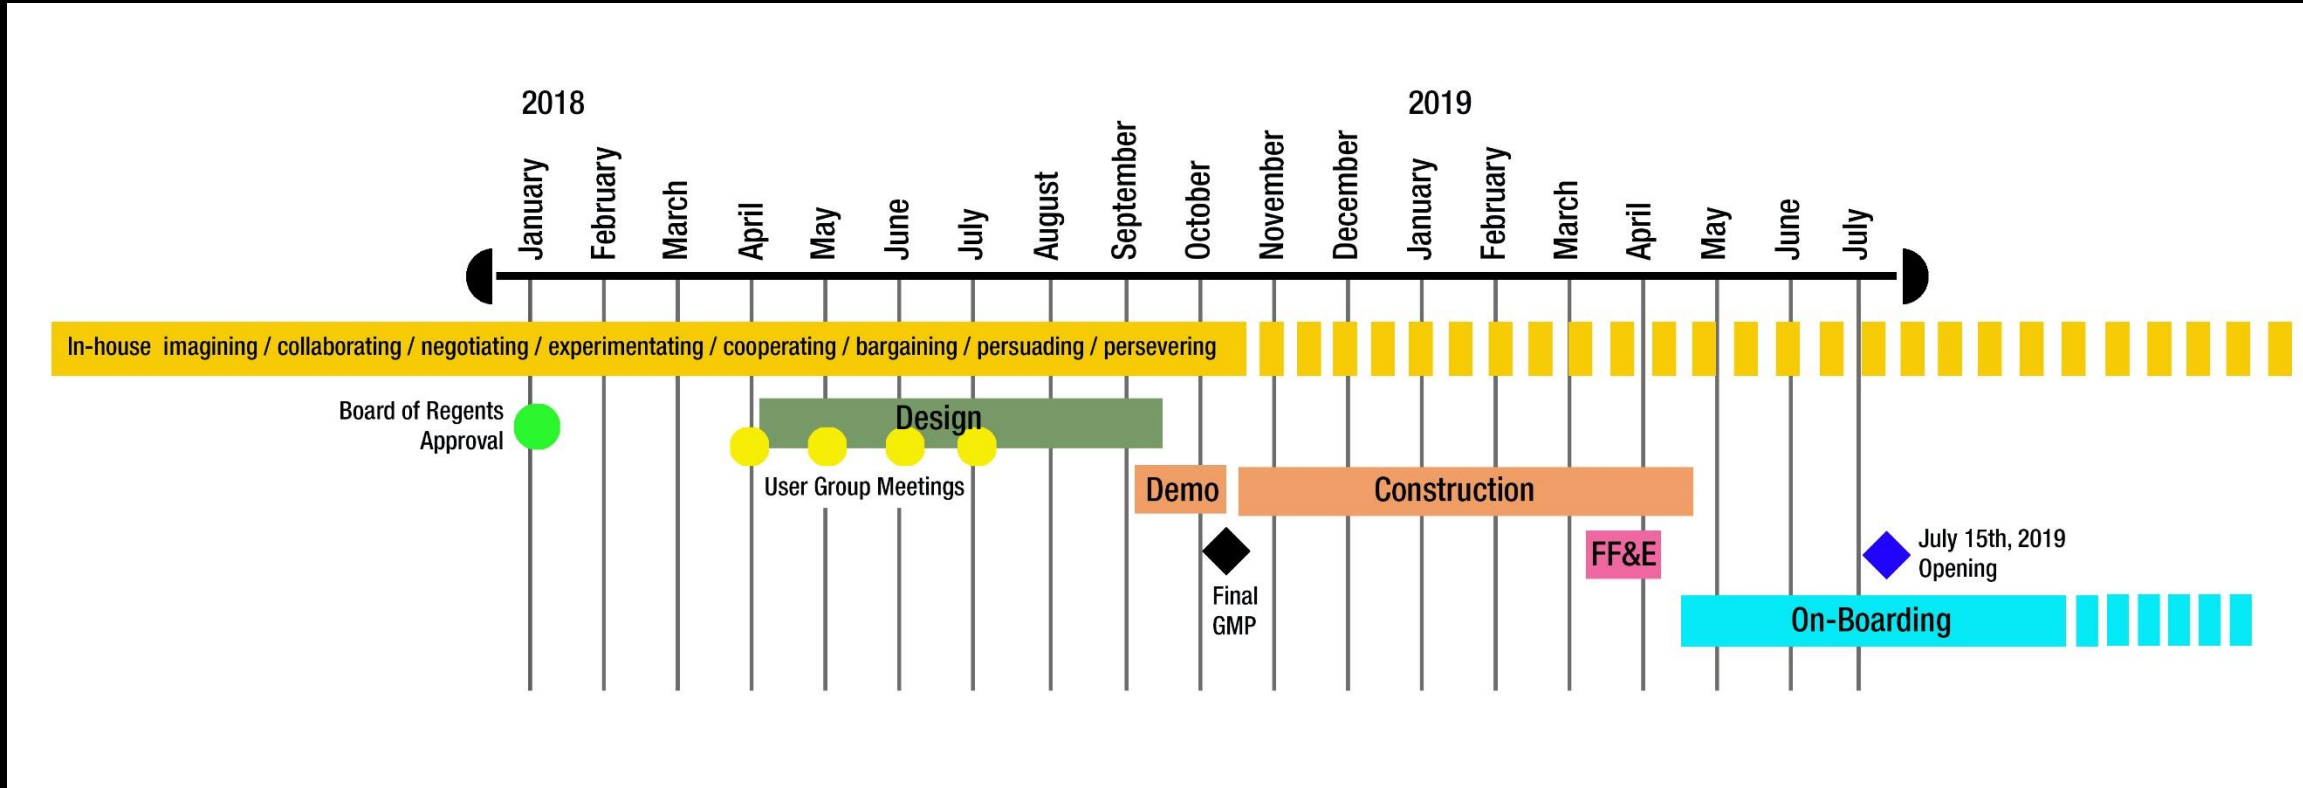 2018
2019
January
February
March
April
May
June
July
August
September
October
November
December
January
February
March
April
May
June
July
In-house imagining / collaborating / negotiating / experimentating / cooperating / bargaining / persuading / persevering
Board of Regents
Approval
Design
User Group Meetings
Demo
Construction
FF&E
Final
GMP
July 15th, 2019
Opening
On-Boarding